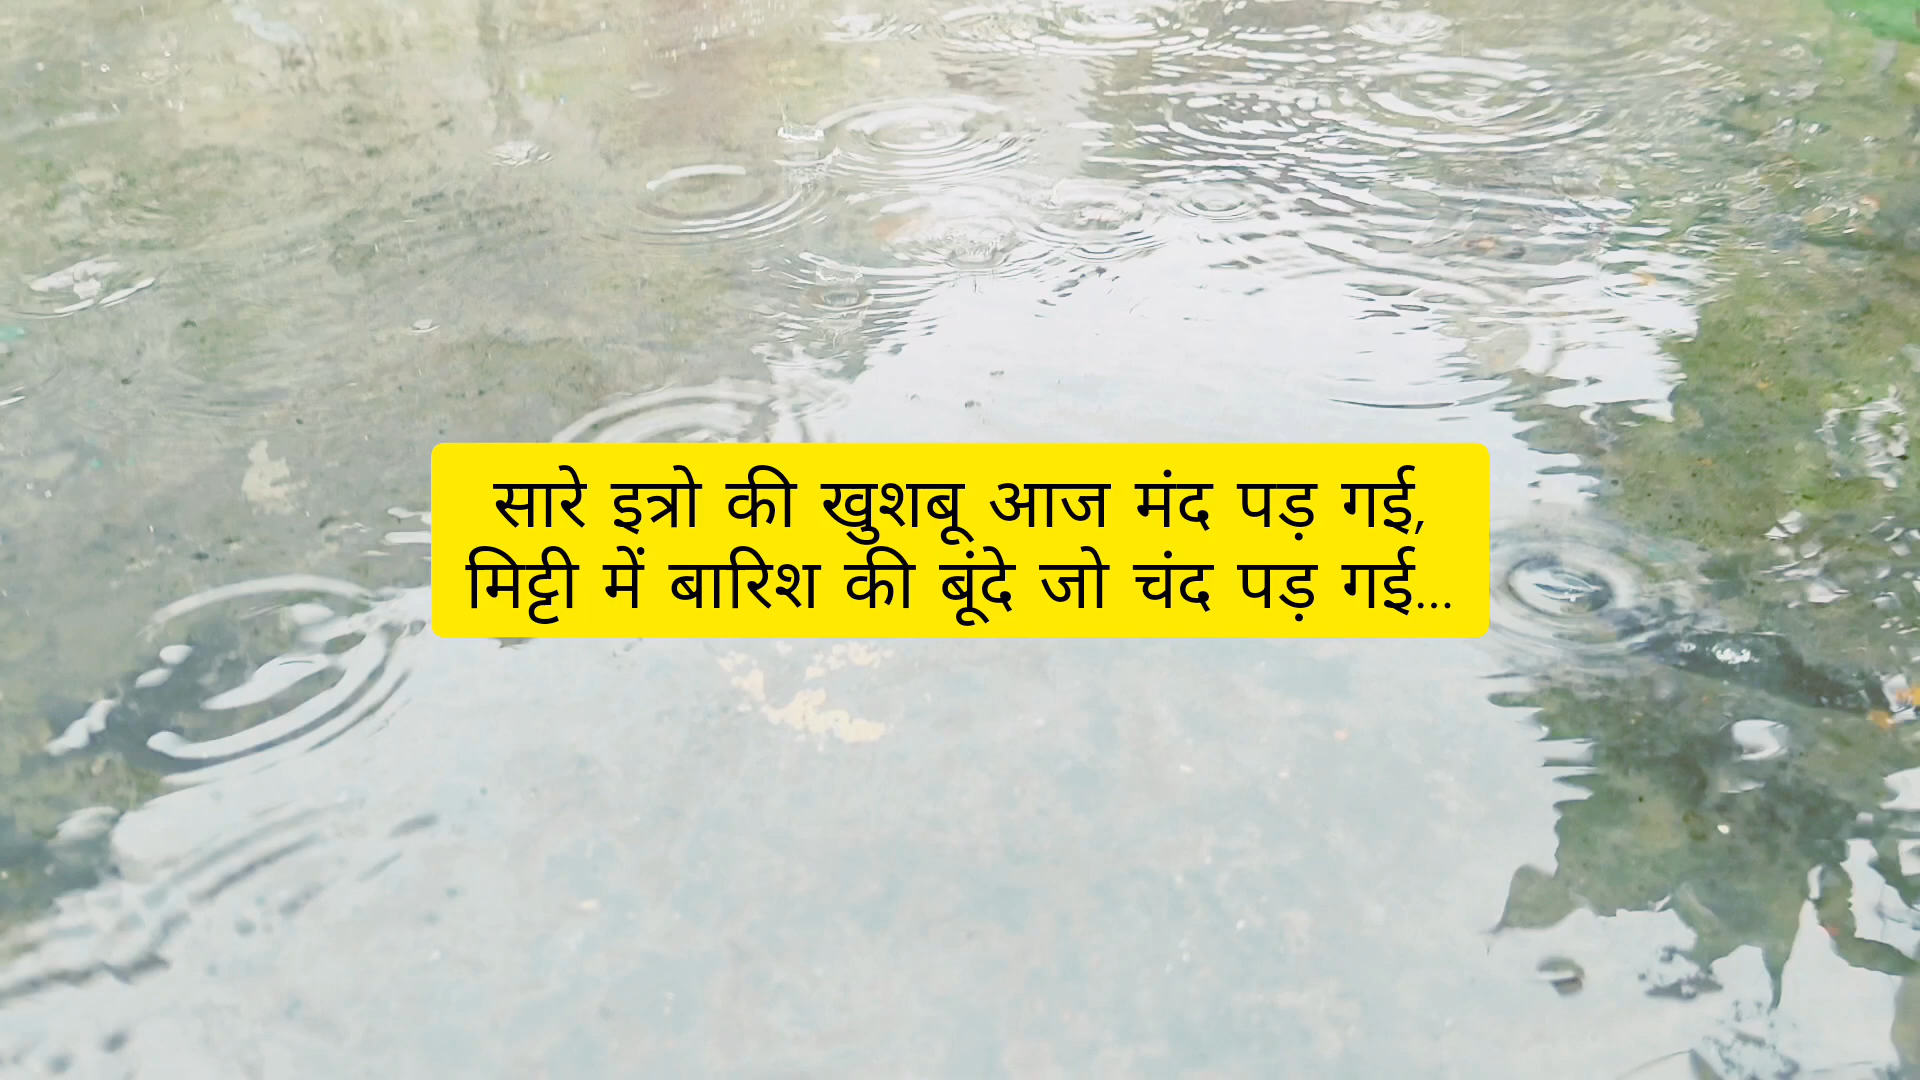 सारे इत्रो की खुशबू आज मंद पड़ गई,
मिट्टी में बारिश की बूंदे जो चंद पड़ गई...